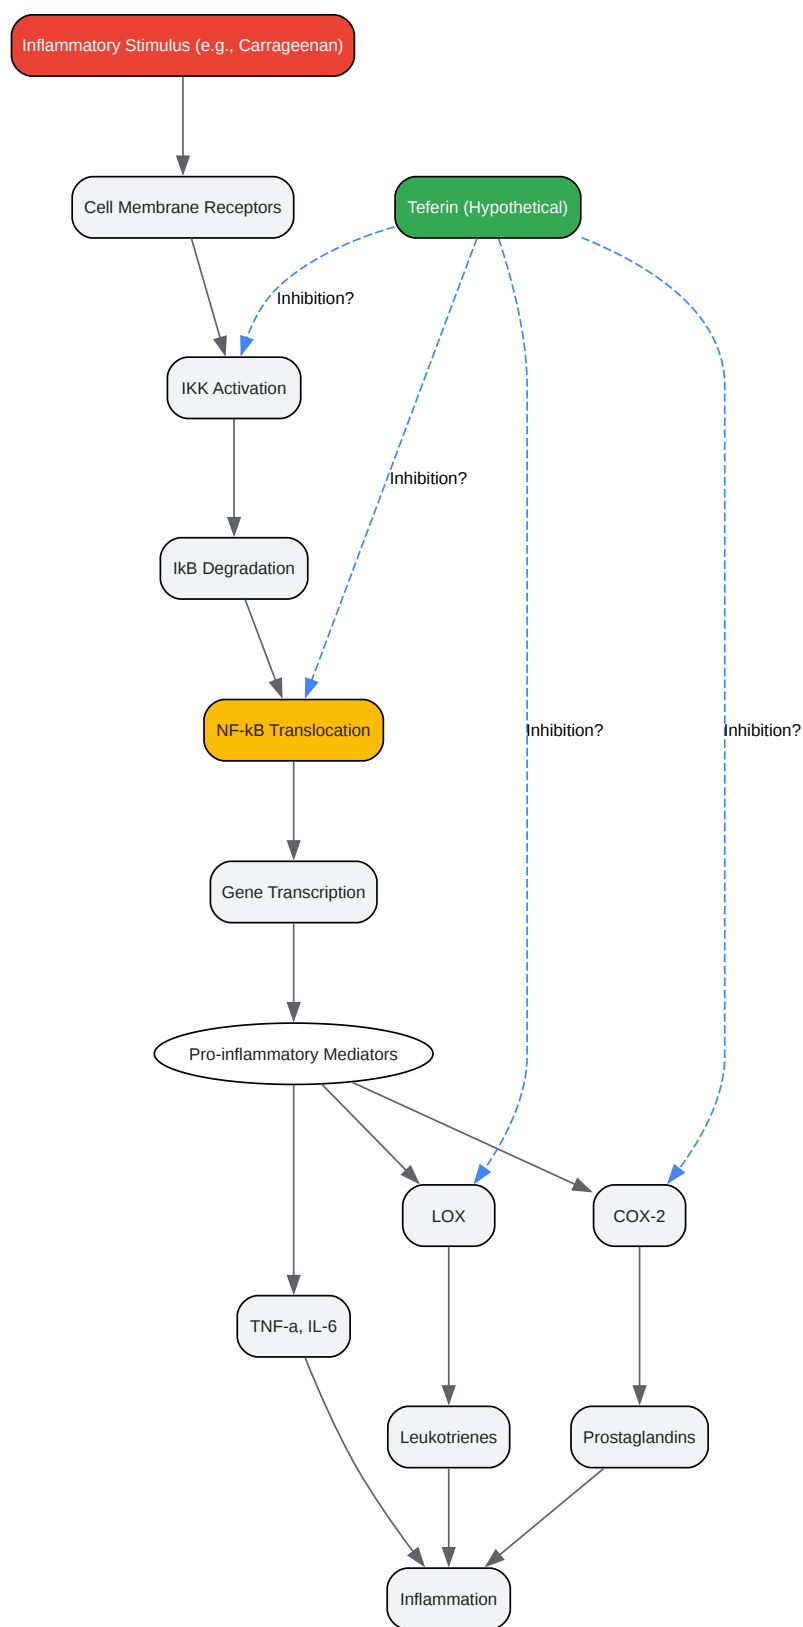 Inflammatory Stimulus (e.g., Carrageenan)
Cell Membrane Receptors
Teferin (Hypothetical)
Inhibition?
IKK Activation
Inhibition?
IkB Degradation
NF-kB Translocation
Inhibition?
Inhibition?
Gene Transcription
Pro-inflammatory Mediators
LOX
COX-2
TNF-a, IL-6
Leukotrienes
Prostaglandins
Inflammation